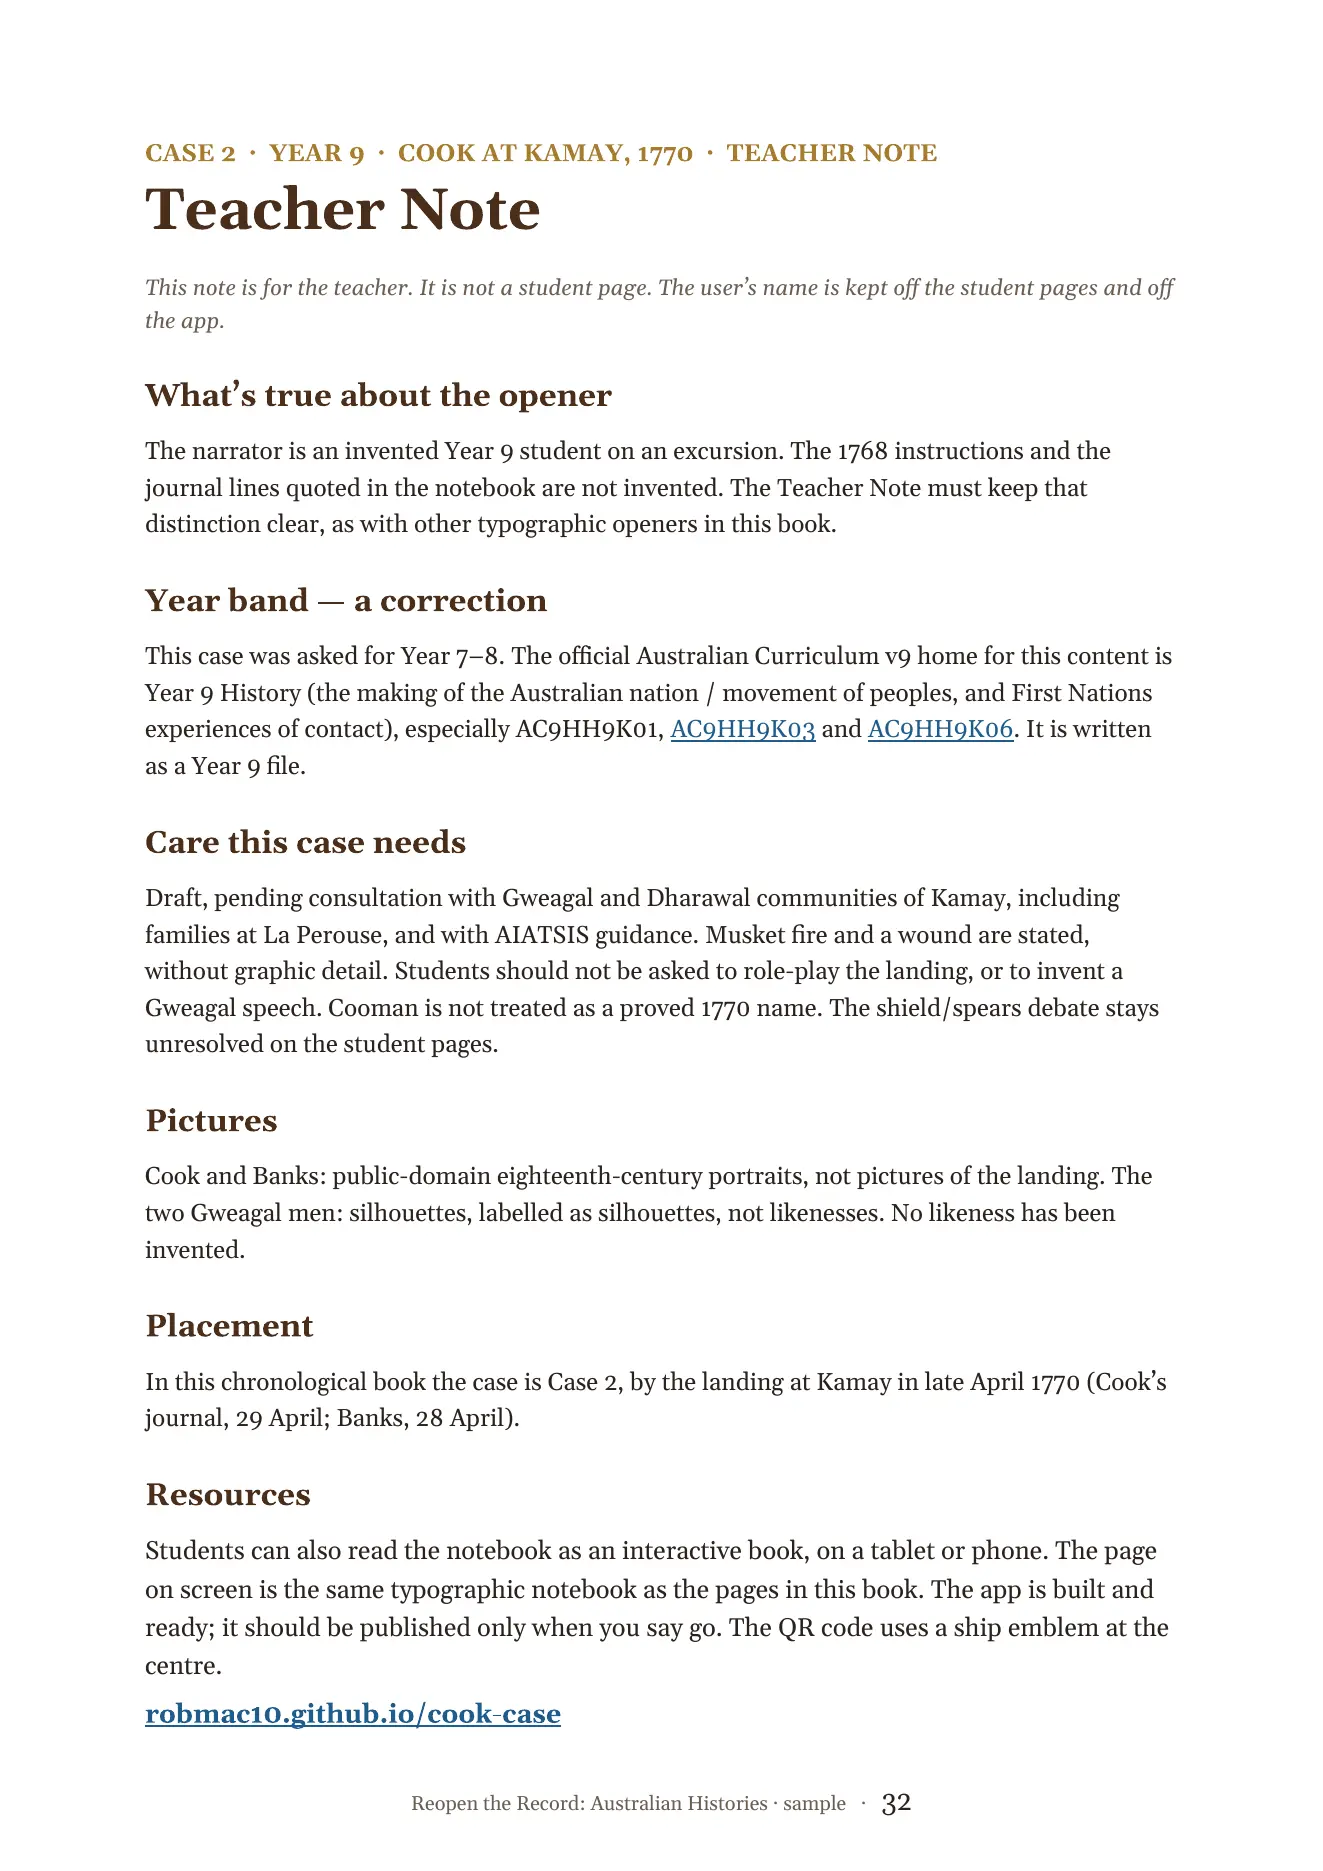 CASE 2 · YEAR 9 · COOK AT KAMAY, 1770 · TEACHER NOTE
Teacher Note
This note is for the teacher. It is not a student page. The user’s name is kept off the student pages and off
the app.
What’s true about the opener
The narrator is an invented Year 9 student on an excursion. The 1768 instructions and the
journal lines quoted in the notebook are not invented. The Teacher Note must keep that
distinction clear, as with other typographic openers in this book.
Year band — a correction
This case was asked for Year 7–8. The official Australian Curriculum v9 home for this content is
Year 9 History (the making of the Australian nation / movement of peoples, and First Nations
experiences of contact), especially AC9HH9K01, AC9HH9K03 and AC9HH9K06. It is written
as a Year 9 file.
Care this case needs
Draft, pending consultation with Gweagal and Dharawal communities of Kamay, including
families at La Perouse, and with AIATSIS guidance. Musket fire and a wound are stated,
without graphic detail. Students should not be asked to role-play the landing, or to invent a
Gweagal speech. Cooman is not treated as a proved 1770 name. The shield/spears debate stays
unresolved on the student pages.
Pictures
Cook and Banks: public-domain eighteenth-century portraits, not pictures of the landing. The
two Gweagal men: silhouettes, labelled as silhouettes, not likenesses. No likeness has been
invented.
Placement
In this chronological book the case is Case 2, by the landing at Kamay in late April 1770 (Cook’s
journal, 29 April; Banks, 28 April).
Resources
Students can also read the notebook as an interactive book, on a tablet or phone. The page
on screen is the same typographic notebook as the pages in this book. The app is built and
ready; it should be published only when you say go. The QR code uses a ship emblem at the
centre.
robmac10.github.io/cook-case
Reopen the Record: Australian Histories · sample · 32